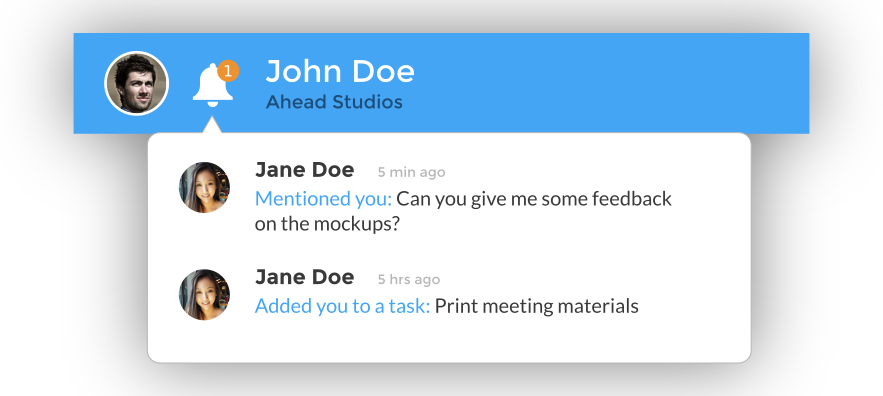 1
John Doe
Ahead Studios
Jane Doe 5 min ago
Mentioned you: Can you give me some feedback
on the mockups?
Jane Doe 5 hrs ago
Added you to a task: Print meeting materials